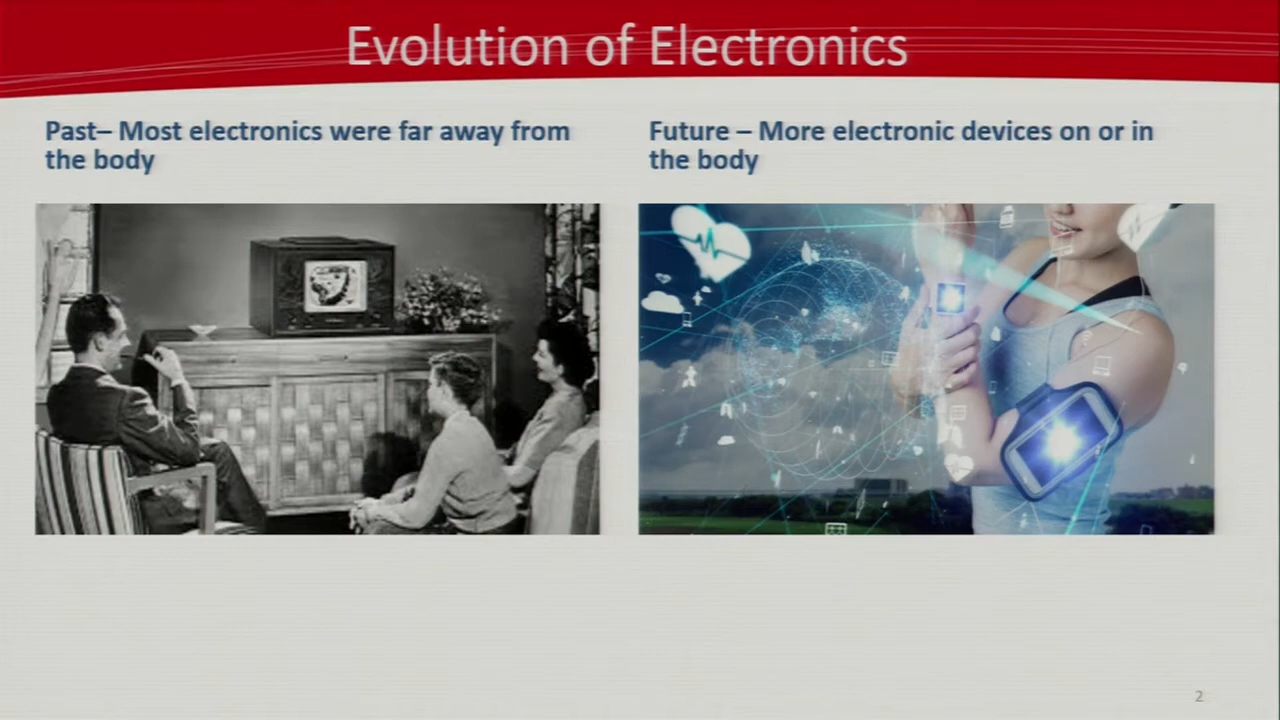 Evolution of Electronics
Past– Most electronics were far away from
the body
Future – More electronic devices on or in
the body
2